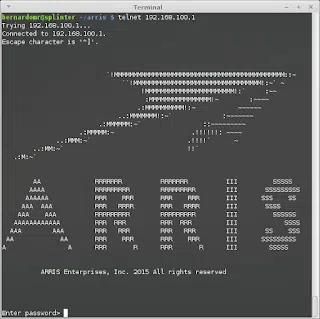 Terminal
bernardomr@splinter ~/arris $ telnet 192.168.100.1
Trying 192.168.100.1...
Connected to 192.168.100.1.
Escape character is '^]'.
ARRIS
ARRIS Enterprises, Inc. 2015 All rights reserved
Enter password>